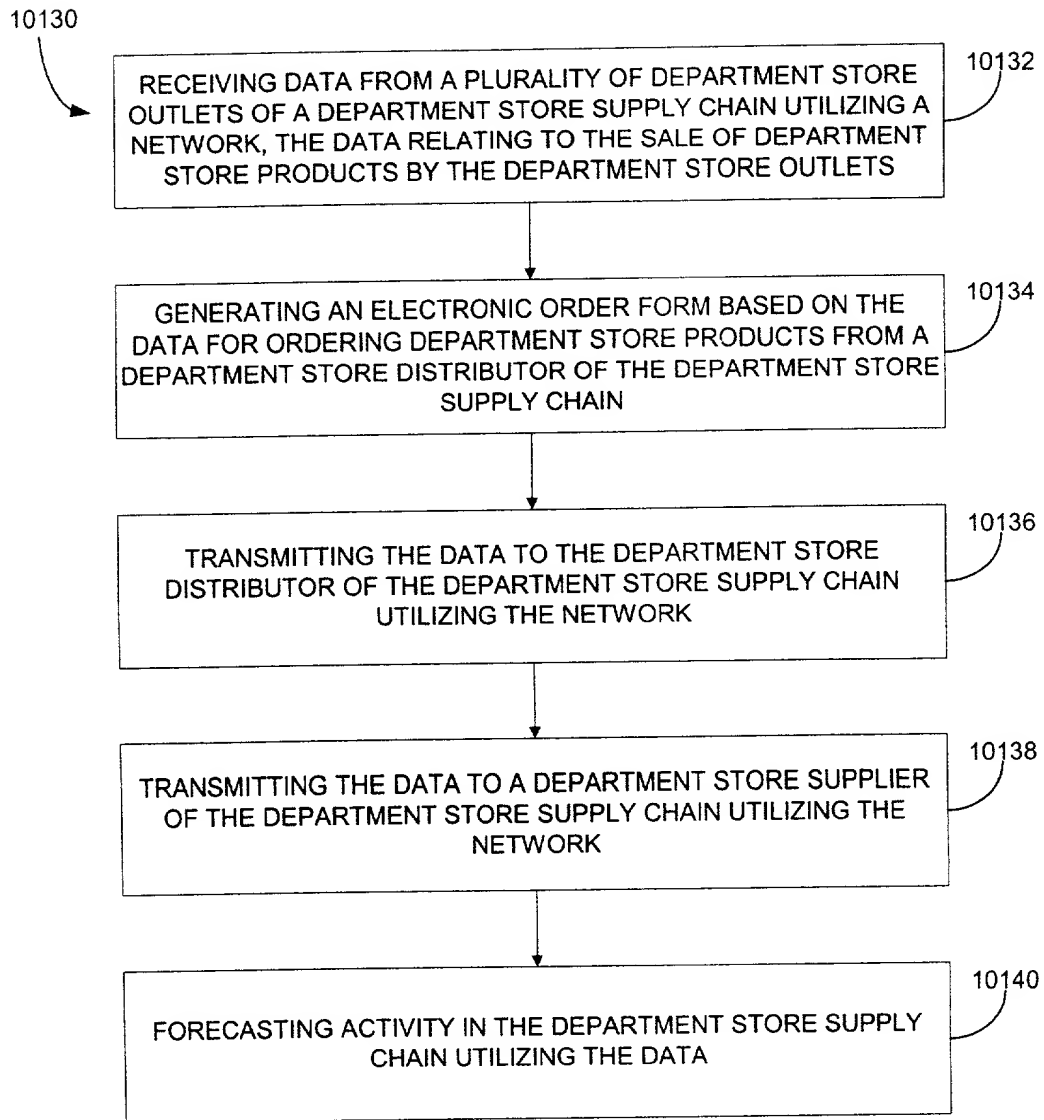 10130
RECEIVING DATA FROM A PLURALITY OF DEPARTMENT STORE
OUTLETS OF A DEPARTMENT STORE SUPPLY CHAIN UTILIZING A
NETWORK, THE DATA RELATING TO THE SALE OF DEPARTMENT
STORE PRODUCTS BY THE DEPARTMENT STORE OUTLETS
10132
GENERATING AN ELECTRONIC ORDER FORM BASED ON THE
DATA FOR ORDERING DEPARTMENT STORE PRODUCTS FROM A
DEPARTMENT STORE DISTRIBUTOR OF THE DEPARTMENT STORE
SUPPLY CHAIN
10134
TRANSMITTING THE DATA TO THE DEPARTMENT STORE
DISTRIBUTOR OF THE DEPARTMENT STORE SUPPLY CHAIN
UTILIZING THE NETWORK
10136
TRANSMITTING THE DATA TO A DEPARTMENT STORE SUPPLIER
OF THE DEPARTMENT STORE SUPPLY CHAIN UTILIZING THE
NETWORK
10138
FORECASTING ACTIVITY IN THE DEPARTMENT STORE SUPPLY
CHAIN UTILIZING THE DATA
10140